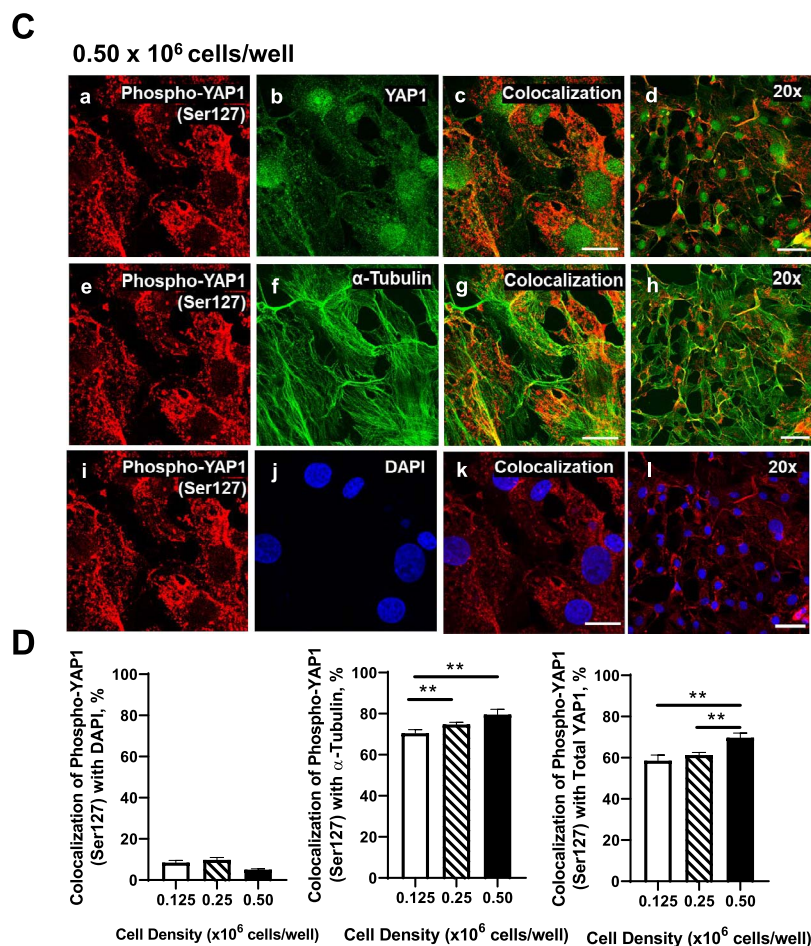 C
0.50 x 10⁶ cells/well
a Phospho-YAP1 (Ser127)
b YAP1
c Colocalization
d 20x
e Phospho-YAP1 (Ser127)
f α-Tubulin
g Colocalization
h 20x
i Phospho-YAP1 (Ser127)
j DAPI
k Colocalization
l 20x
D
Colocalization of Phospho-YAP1
(Ser127) with DAPI, %
100
80
60
40
20
0
0.125 0.25 0.50
Cell Density (x10⁶ cells/well)
Colocalization of Phospho-YAP1
(Ser127) with α-Tubulin, %
100
80
60
40
20
0
**
**
0.125 0.25 0.50
Cell Density (x10⁶ cells/well)
Colocalization of Phospho-YAP1
(Ser127) with Total YAP1, %
100
80
60
40
20
0
**
**
0.125 0.25 0.50
Cell Density (x10⁶ cells/well)